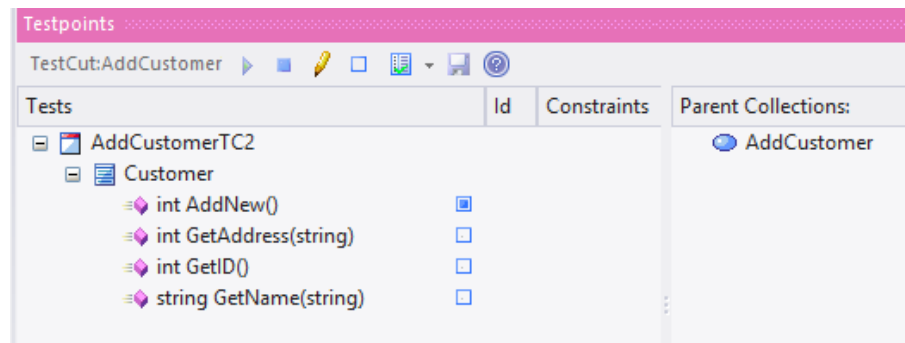 Testpoints
TestCut:AddCustomer
Tests Id Constraints Parent Collections:
AddCustomerTC2 AddCustomer
Customer
int AddNew()
int GetAddress(string)
int GetID()
string GetName(string)